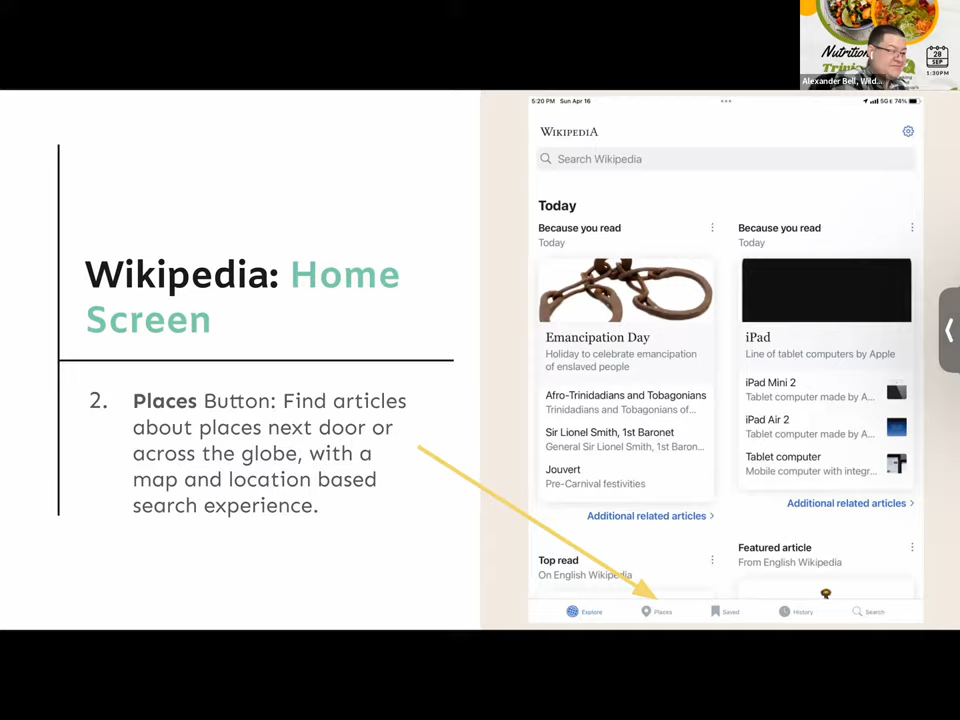 Nutrition
28
SEP
1:30PM
Alexander Bell, Wild...
Wikipedia: Home
Screen
2. Places Button: Find articles
about places next door or
across the globe, with a
map and location based
search experience.
5:20 PM Sun Apr 16
5GE 74%
WIKIPEDIA
Search Wikipedia
Today
Because you read
Today
Emancipation Day
Holiday to celebrate emancipation
of enslaved people
Afro-Trinidadians and Tobagonians
Trinidadians and Tobagonians of...
Sir Lionel Smith, 1st Baronet
General Sir Lionel Smith, 1st Baron...
Jouvert
Pre-Carnival festivities
Additional related articles >
Because you read
Today
iPad
Line of tablet computers by Apple
iPad Mini 2
Tablet computer made by A...
iPad Air 2
Tablet computer made by A...
Tablet computer
Mobile computer with integr...
Additional related articles >
Top read
On English Wikipedia
Featured article
From English Wikipedia
Explore
Places
Saved
History
Search